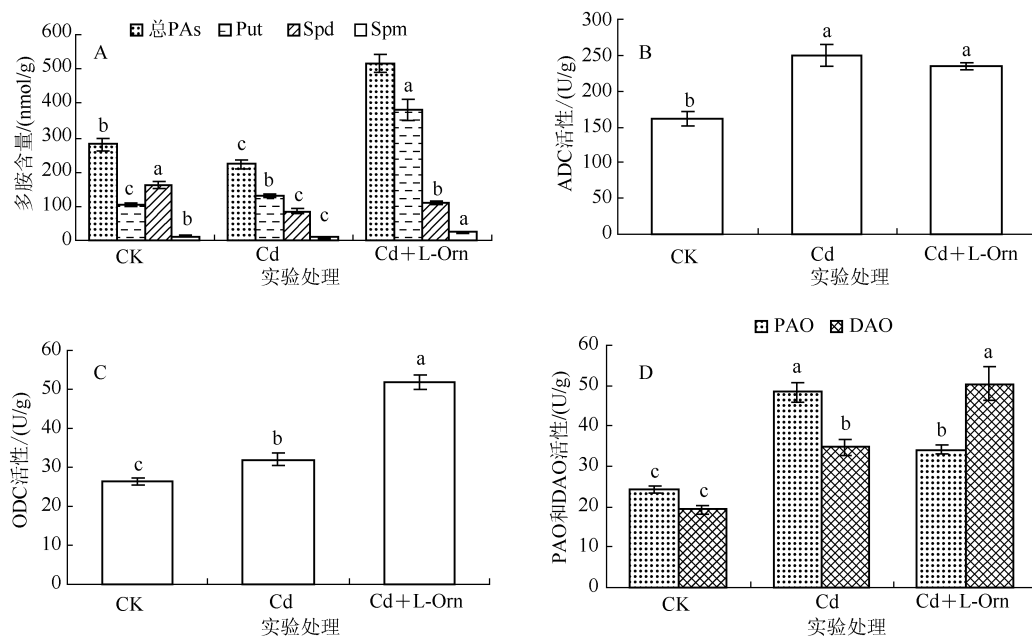 总PAs Put Spd Spm
A
多胺含量/(nmol/g)
600
500
400
300
200
100
0
b
c
a
b
c
b
c
c
a
b
a
CK Cd Cd+L-Orn
实验处理
B
ADC活性/(U/g)
300
250
200
150
100
50
0
b
a
a
CK Cd Cd+L-Orn
实验处理
C
ODC活性/(U/g)
60
50
40
30
20
10
0
c
b
a
CK Cd Cd+L-Orn
实验处理
PAO DAO
D
PAO和DAO活性/(U/g)
60
50
40
30
20
10
0
c
c
a
b
b
a
CK Cd Cd+L-Orn
实验处理